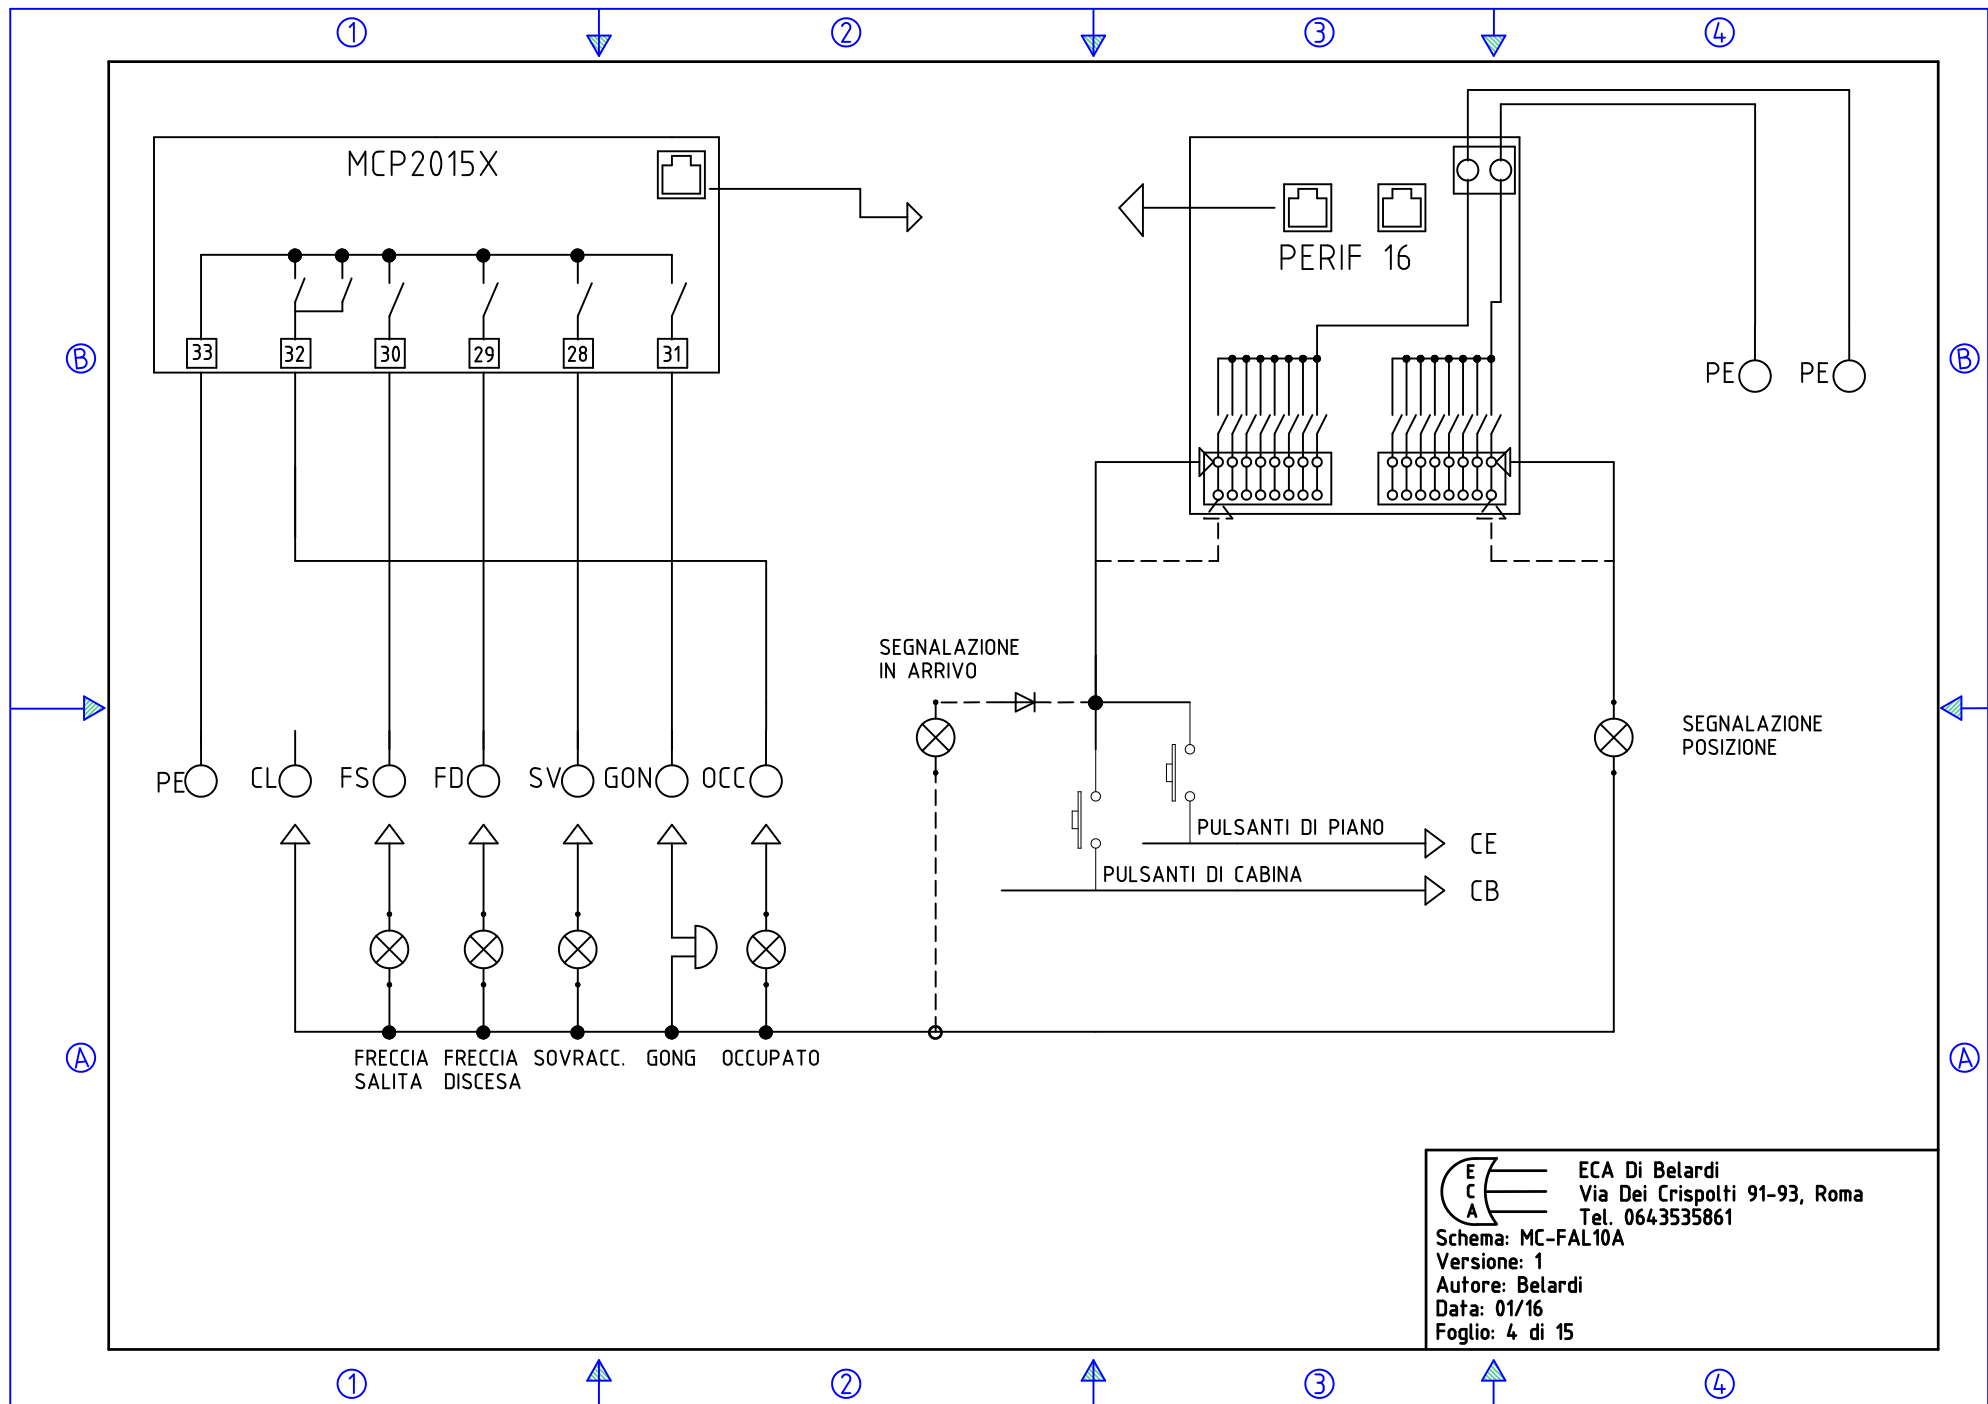 1 2 3 4
MCP2015X
PERIF 16
B B
33 32 30 29 28 31
PE PE
SEGNALAZIONE
IN ARRIVO
SEGNALAZIONE
POSIZIONE
PE CL FS FD SV GON OCC
PULSANTI DI PIANO CE
PULSANTI DI CABINA CB
A A
FRECCIA
SALITA
FRECCIA
DISCESA
SOVRACC.
GONG
OCCUPATO
E
C
A
ECA Di Belardi
Via Dei Crispolti 91-93, Roma
Tel. 0643535861
Schema: MC-FAL10A
Versione: 1
Autore: Belardi
Data: 01/16
Foglio: 4 di 15
1 2 3 4